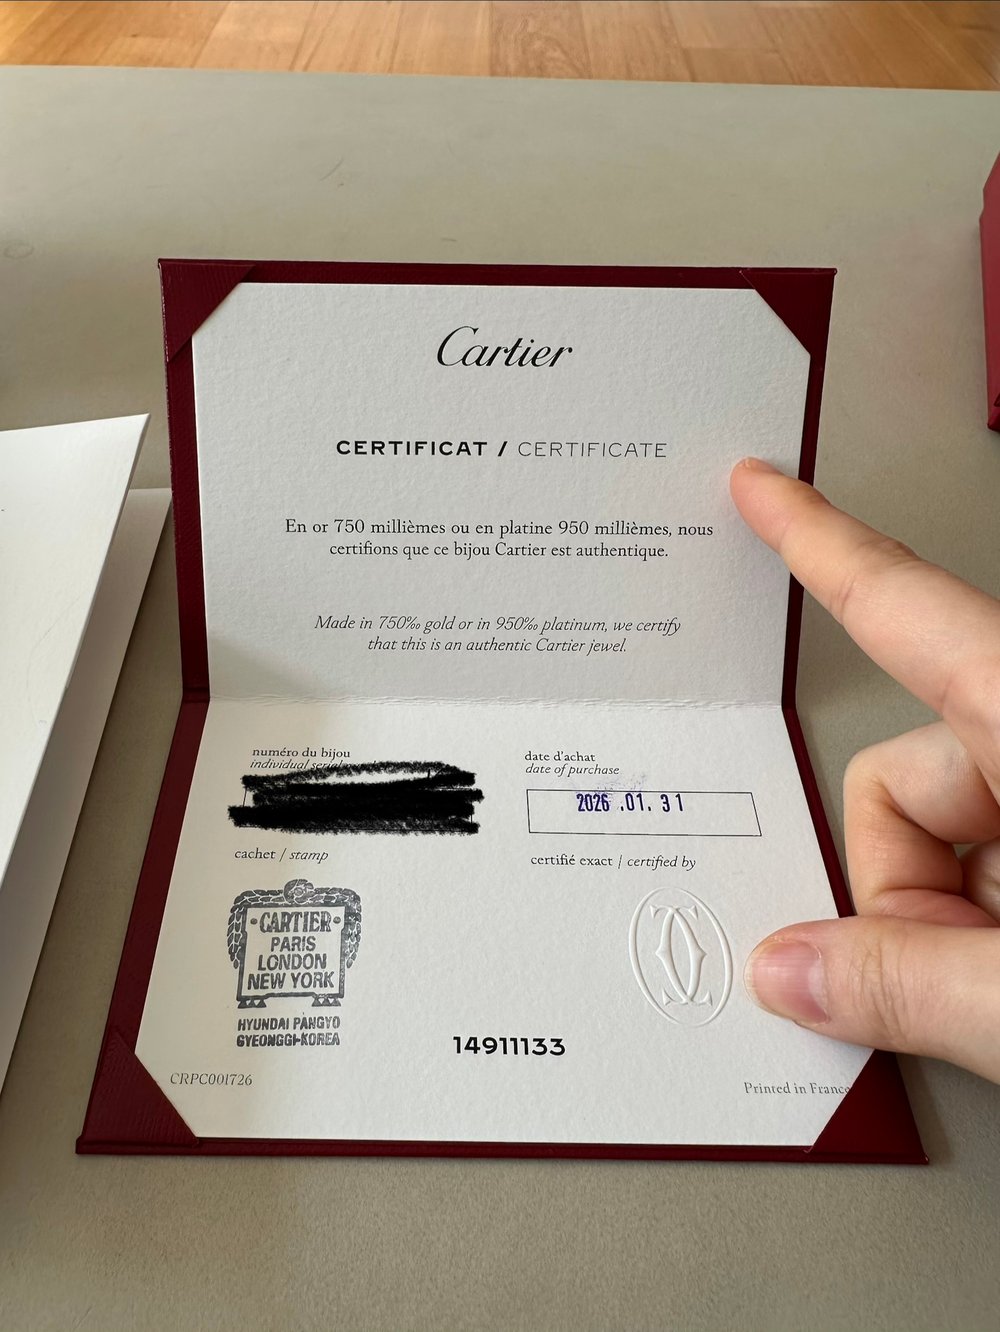 Cartier
CERTIFICAT / CERTIFICATE
En or 750 millièmes ou en platine 950 millièmes, nous
certifions que ce bijou Cartier est authentique.
Made in 750‰ gold or in 950‰ platinum, we certify
that this is an authentic Cartier jewel.
numéro du bijou
individual serial
date d'achat
date of purchase
2026 .01. 31
cachet / stamp
certifié exact / certified by
CARTIER
PARIS
LONDON
NEW YORK
HYUNDAI PANGYO
GYEONGGI-KOREA
14911133
CRPC001726
Printed in France